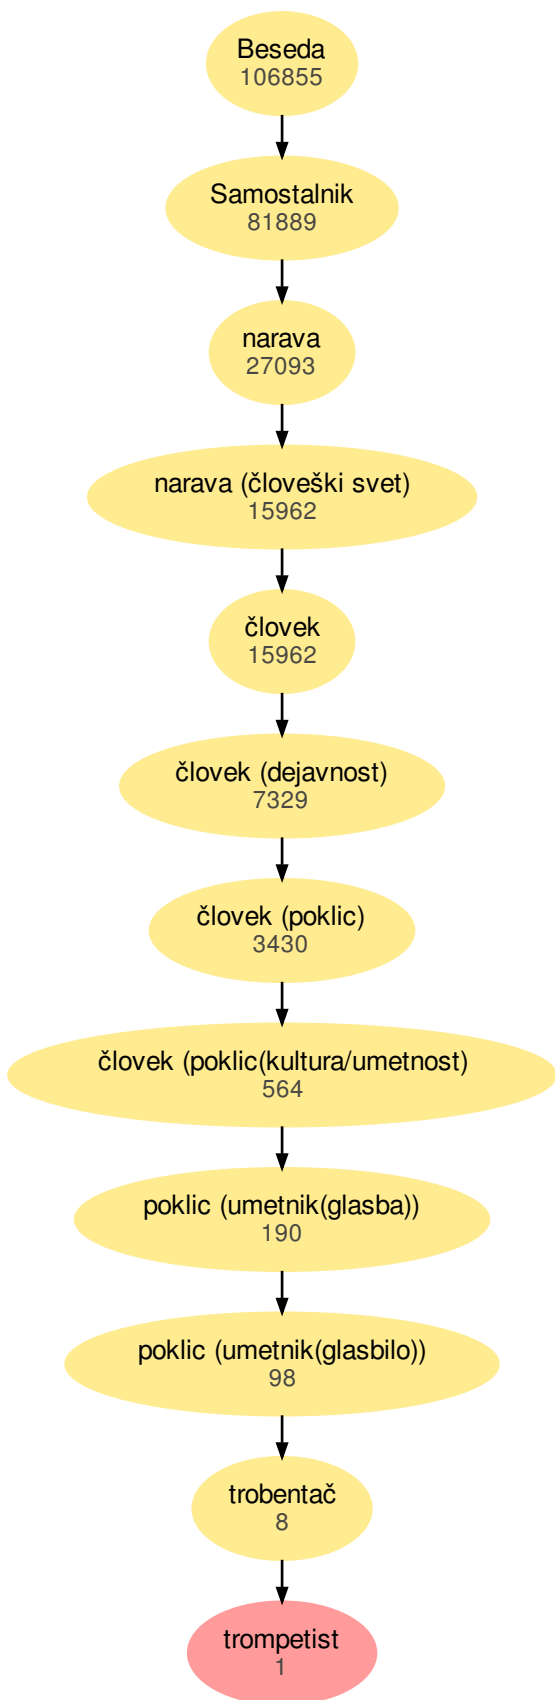 Beseda
106855
Samostalnik
81889
narava
27093
narava (človeški svet)
15962
človek
15962
človek (dejavnost)
7329
človek (poklic)
3430
človek (poklic(kultura/umetnost)
564
poklic (umetnik(glasba))
190
poklic (umetnik(glasbilo))
98
trobentač
8
trompetist
1